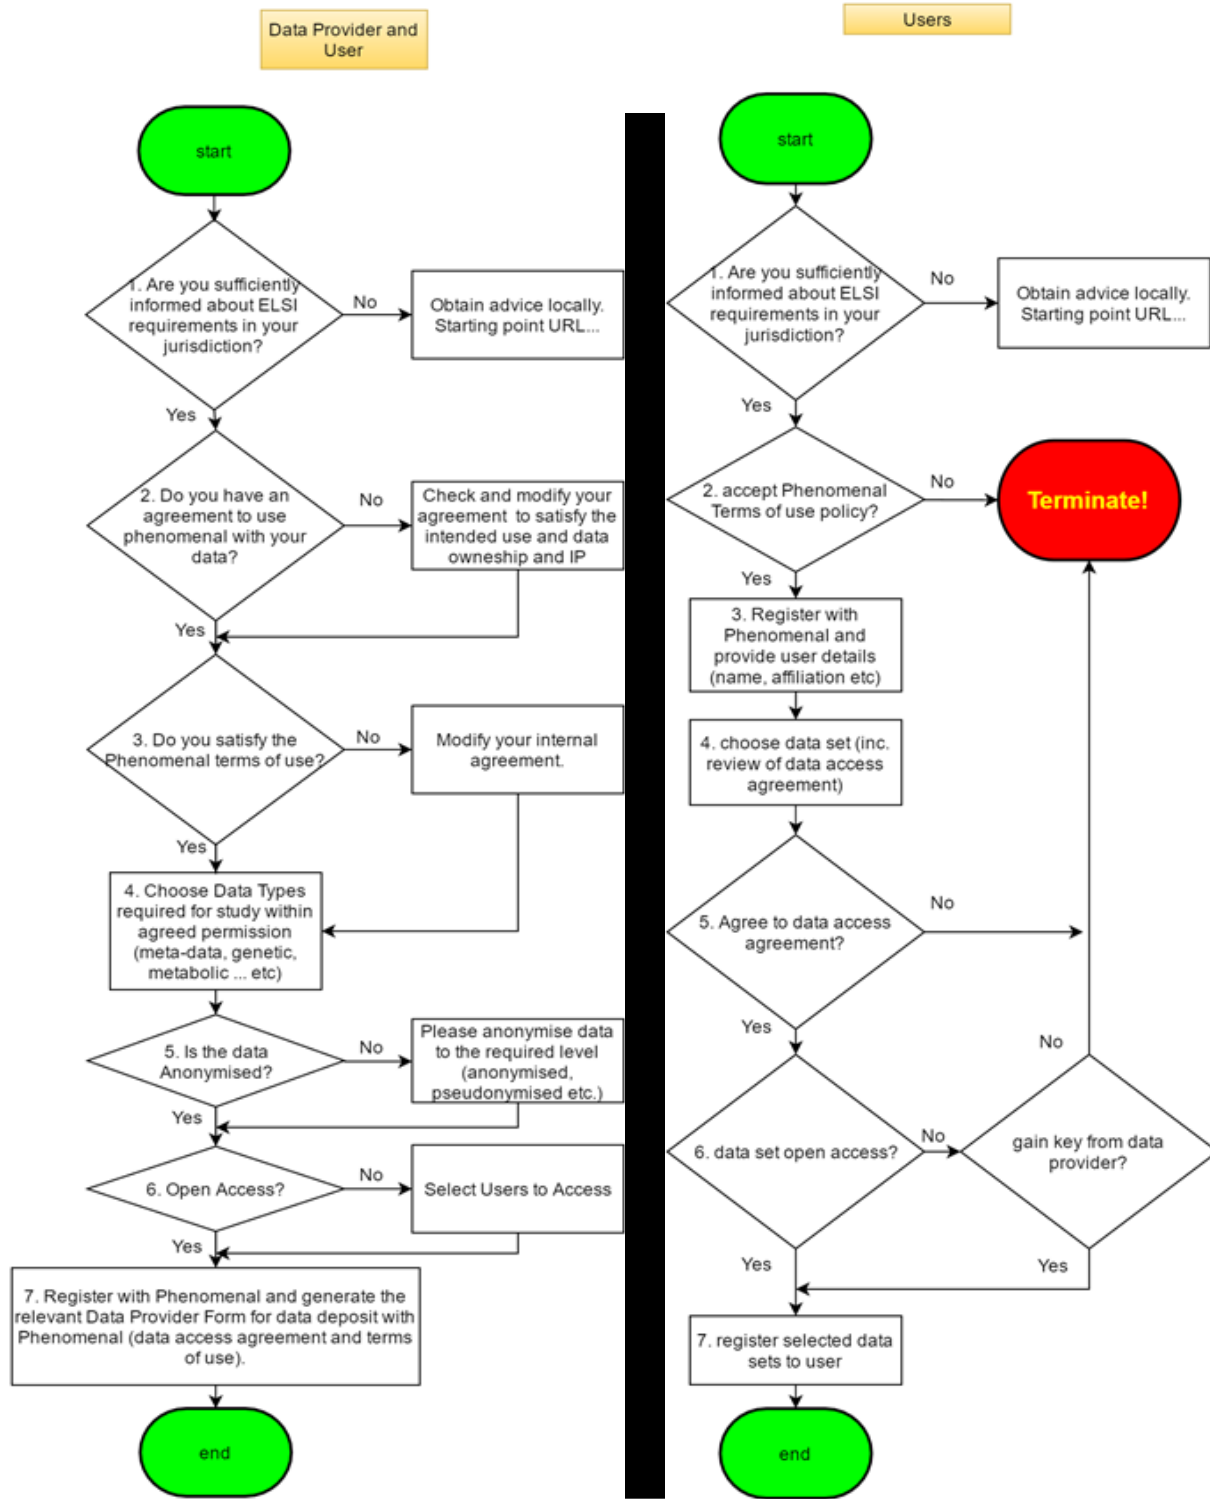 Data Provider and
User
start
1. Are you sufficiently
informed about ELSI
requirements in your
jurisdiction?
No
Obtain advice locally.
Starting point URL...
Yes
2. Do you have an
agreement to use
phenomenal with your
data?
No
Check and modify your
agreement to satisfy the
intended use and data
owneship and IP
Yes
3. Do you satisfy the
Phenomenal terms of use?
No
Modify your internal
agreement.
Yes
4. Choose Data Types
required for study within
agreed permission
(meta-data, genetic,
metabolic ... etc)
5. Is the data
Anonymised?
No
Please anonymise data
to the required level
(anonymised,
pseudonymised etc.)
Yes
6. Open Access?
No
Select Users to Access
Yes
7. Register with Phenomenal and generate the
relevant Data Provider Form for data deposit with
Phenomenal (data access agreement and terms
of use).
end
Users
start
1. Are you sufficiently
informed about ELSI
requirements in your
jurisdiction?
No
Obtain advice locally.
Starting point URL...
Yes
2. accept Phenomenal
Terms of use policy?
No
Terminate!
Yes
3. Register with
Phenomenal and
provide user details
(name, affiliation etc)
4. choose data set (inc.
review of data access
agreement)
5. Agree to data access
agreement?
No
Yes
6. data set open access?
No
gain key from data
provider?
No
Yes
Yes
7. register selected data
sets to user
end